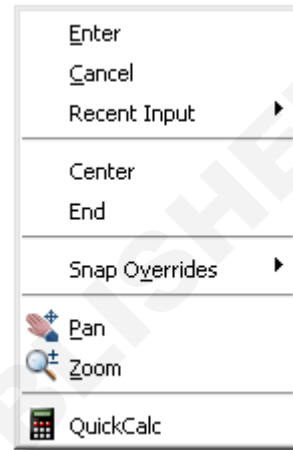 Enter
Cancel
Recent Input
Center
End
Snap Overrides
Pan
Zoom
QuickCalc